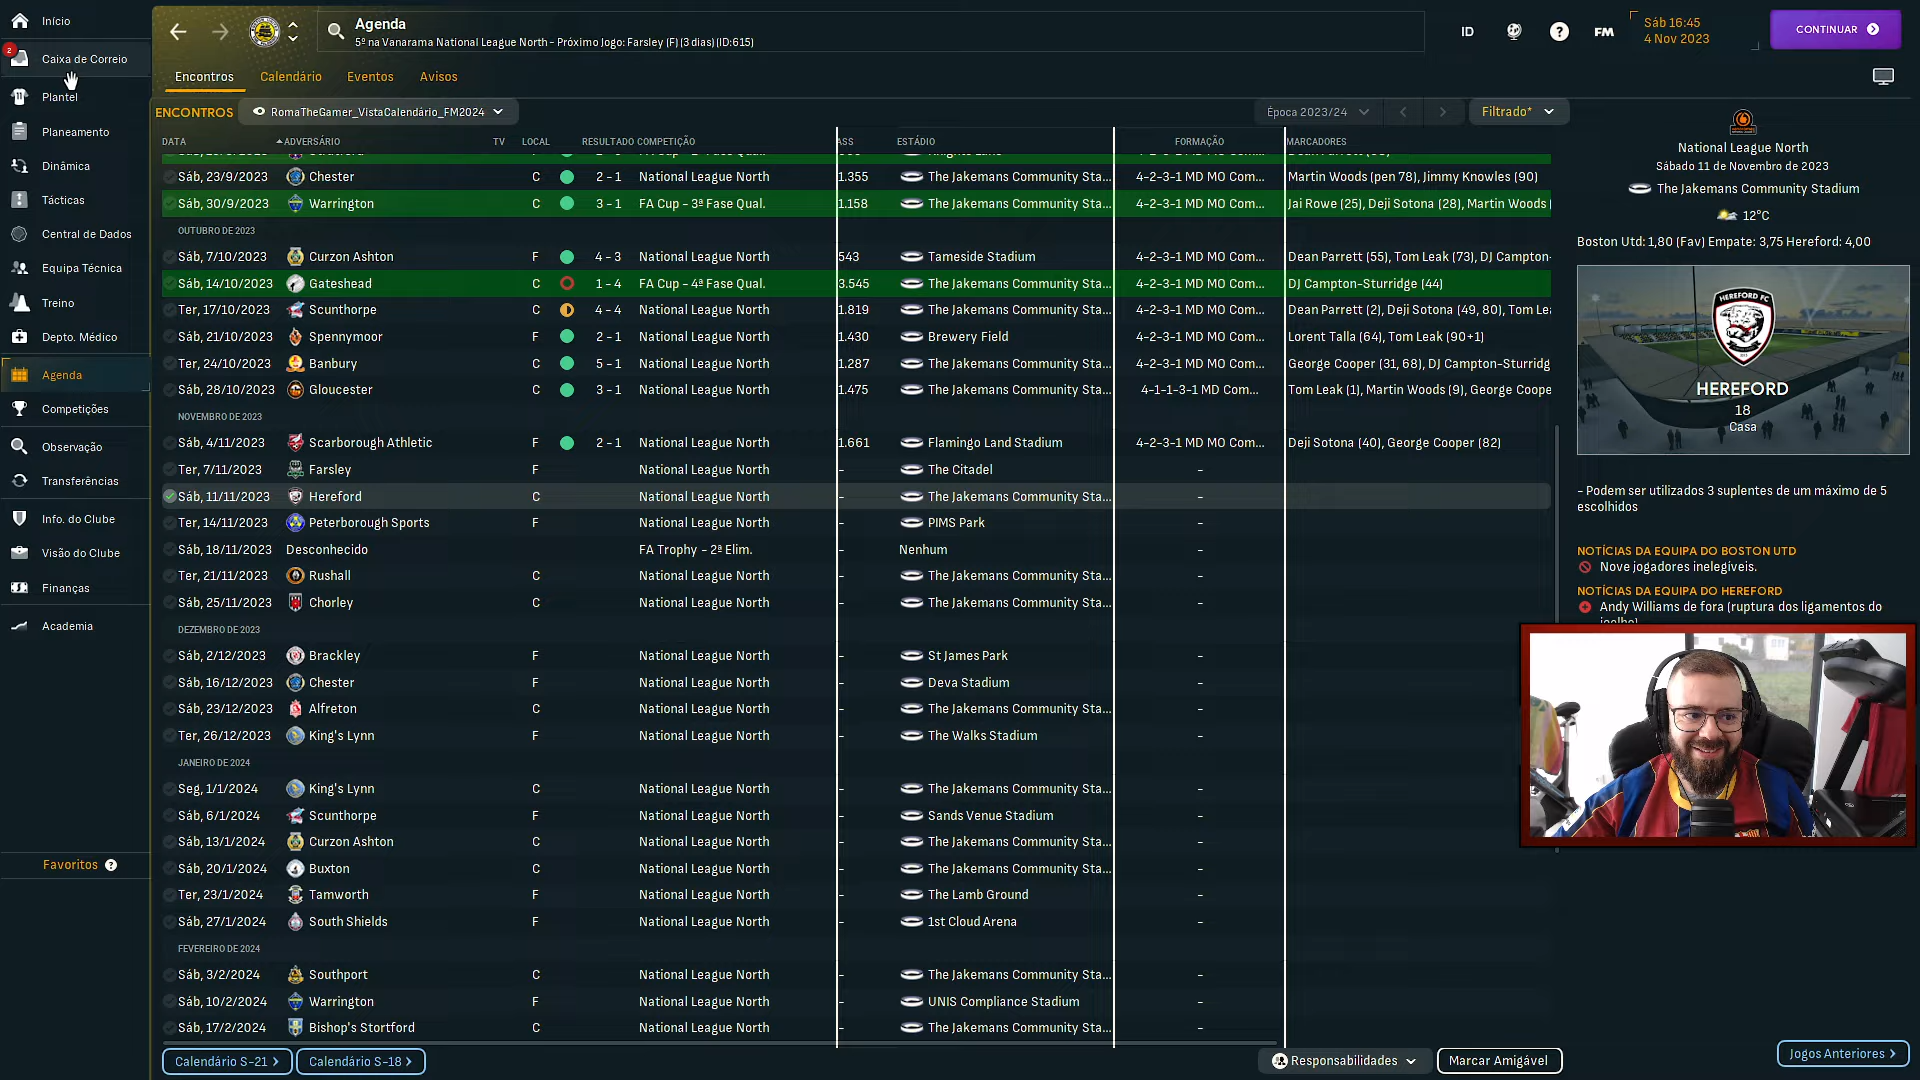 Início
2
Caixa de Correio
Plantel
Planeamento
Dinâmica
Tácticas
Central de Dados
Equipa Técnica
Treino
Depto. Médico
Agenda
Competições
Observação
Transferências
Info. do Clube
Visão do Clube
Finanças
Academia
Favoritos ?
Agenda
5º na Vanarama National League North - Próximo Jogo: Farsley (F) (3 dias) (ID:615)
ID ? FM
Sáb 16:45
4 Nov 2023
CONTINUAR
Encontros Calendário Eventos Avisos
ENCONTROS RomaTheGamer_VistaCalendário_FM2024
Época 2023/24 Filtrado*
DATA ADVERSÁRIO TV LOCAL RESULTADO COMPETIÇÃO ASS ESTÁDIO FORMAÇÃO MARCADORES
Sáb, 23/9/2023 Chester C 2 - 1 National League North 1.355 The Jakemans Community Sta... 4-2-3-1 MD MO Com... Martin Woods (pen 78), Jimmy Knowles (90)
Sáb, 30/9/2023 Warrington C 3 - 1 FA Cup - 3ª Fase Qual. 1.158 The Jakemans Community Sta... 4-2-3-1 MD MO Com... Jai Rowe (25), Deji Sotona (28), Martin Woods (
OUTUBRO DE 2023
Sáb, 7/10/2023 Curzon Ashton F 4 - 3 National League North 543 Tameside Stadium 4-2-3-1 MD MO Com... Dean Parrett (55), Tom Leak (73), DJ Campton-
Sáb, 14/10/2023 Gateshead C 1 - 4 FA Cup - 4ª Fase Qual. 3.545 The Jakemans Community Sta... 4-2-3-1 MD MO Com... DJ Campton-Sturridge (44)
Ter, 17/10/2023 Scunthorpe C 4 - 4 National League North 1.819 The Jakemans Community Sta... 4-2-3-1 MD MO Com... Dean Parrett (2), Deji Sotona (49, 80), Tom Lea
Sáb, 21/10/2023 Spennymoor F 2 - 1 National League North 1.430 Brewery Field 4-2-3-1 MD MO Com... Lorent Talla (64), Tom Leak (90+1)
Ter, 24/10/2023 Banbury C 5 - 1 National League North 1.287 The Jakemans Community Sta... 4-2-3-1 MD MO Com... George Cooper (31, 68), DJ Campton-Sturridg
Sáb, 28/10/2023 Gloucester C 3 - 1 National League North 1.475 The Jakemans Community Sta... 4-1-1-3-1 MD Com... Tom Leak (1), Martin Woods (9), George Coope
NOVEMBRO DE 2023
Sáb, 4/11/2023 Scarborough Athletic F 2 - 1 National League North 1.661 Flamingo Land Stadium 4-2-3-1 MD MO Com... Deji Sotona (40), George Cooper (82)
Ter, 7/11/2023 Farsley F National League North - The Citadel -
Sáb, 11/11/2023 Hereford C National League North - The Jakemans Community Sta... -
Ter, 14/11/2023 Peterborough Sports F National League North - PIMS Park -
Sáb, 18/11/2023 Desconhecido FA Trophy - 2ª Elim. - Nenhum -
Ter, 21/11/2023 Rushall C National League North - The Jakemans Community Sta... -
Sáb, 25/11/2023 Chorley C National League North - The Jakemans Community Sta... -
DEZEMBRO DE 2023
Sáb, 2/12/2023 Brackley F National League North - St James Park -
Sáb, 16/12/2023 Chester F National League North - Deva Stadium -
Sáb, 23/12/2023 Alfreton C National League North - The Jakemans Community Sta... -
Ter, 26/12/2023 King's Lynn F National League North - The Walks Stadium -
JANEIRO DE 2024
Seg, 1/1/2024 King's Lynn C National League North - The Jakemans Community Sta... -
Sáb, 6/1/2024 Scunthorpe F National League North - Sands Venue Stadium -
Sáb, 13/1/2024 Curzon Ashton C National League North - The Jakemans Community Sta... -
Sáb, 20/1/2024 Buxton C National League North - The Jakemans Community Sta... -
Ter, 23/1/2024 Tamworth F National League North - The Lamb Ground -
Sáb, 27/1/2024 South Shields F National League North - 1st Cloud Arena -
FEVEREIRO DE 2024
Sáb, 3/2/2024 Southport C National League North - The Jakemans Community Sta... -
Sáb, 10/2/2024 Warrington F National League North - UNIS Compliance Stadium -
Sáb, 17/2/2024 Bishop's Stortford C National League North - The Jakemans Community Sta... -
Calendário S-21 > Calendário S-18 >
Responsabilidades Marcar Amigável
Jogos Anteriores >
National League North
Sábado 11 de Novembro de 2023
The Jakemans Community Stadium
12°C
Boston Utd: 1,80 (Fav) Empate: 3,75 Hereford: 4,00
HEREFORD FC
HEREFORD
18
Casa
- Podem ser utilizados 3 suplentes de um máximo de 5
escolhidos
NOTÍCIAS DA EQUIPA DO BOSTON UTD
Nove jogadores inelegíveis.
NOTÍCIAS DA EQUIPA DO HEREFORD
Andy Williams de fora (ruptura dos ligamentos do
joelho)